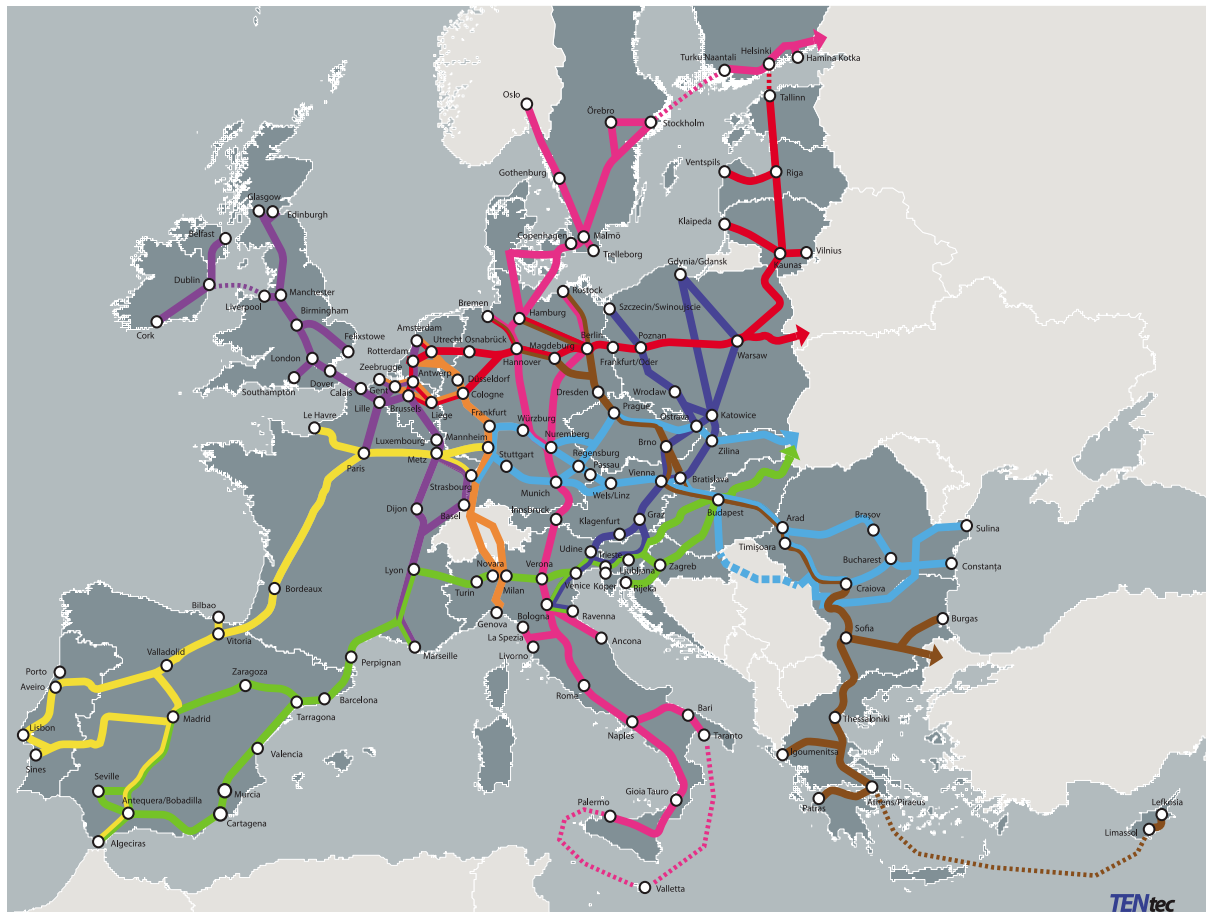 Helsinki
Turku Naantali
Hamina Kotka
Oslo
Tallinn
Örebro
Stockholm
Ventspils
Riga
Gothenburg
Glasgow
Edinburgh
Klaipeda
Belfast
Copenhagen
Malmö
Trelleborg
Vilnius
Kaunas
Gdynia/Gdansk
Dublin
Rostock
Manchester
Liverpool
Bremen
Szczecin/Swinoujscie
Birmingham
Hamburg
Cork
Felixstowe
Amsterdam
Utrecht
Osnabrück
Berlin
Poznan
Magdeburg
Rotterdam
London
Hannover
Frankfurt/Oder
Warsaw
Zeebrugge
Dover
Antwerp
Düsseldorf
Southampton
Calais
Gent
Cologne
Dresden
Wroclaw
Lille
Brussels
Liège
Prague
Katowice
Le Havre
Frankfurt
Würzburg
Ostrava
Luxembourg
Mannheim
Nuremberg
Brno
Zilina
Paris
Metz
Stuttgart
Regensburg
Passau
Vienna
Bratislava
Strasbourg
Munich
Wels/Linz
Basel
Budapest
Dijon
Innsbruck
Klagenfurt
Graz
Arad
Braşov
Sulina
Timişoara
Udine
Trieste
Bucharest
Lyon
Novara
Verona
Ljubljana
Zagreb
Constanţa
Turin
Milan
Venice
Koper
Rijeka
Craiova
Bordeaux
Bilbao
Genova
Bologna
Ravenna
Sofia
Burgas
Vitoria
La Spezia
Ancona
Valladolid
Marseille
Livorno
Porto
Zaragoza
Perpignan
Aveiro
Roma
Barcelona
Madrid
Tarragona
Bari
Thessaloniki
Lisbon
Naples
Taranto
Valencia
Igoumenitsa
Sines
Seville
Murcia
Gioia Tauro
Antequera/Bobadilla
Palermo
Athens/Piraeus
Lefkosia
Patras
Cartagena
Limassol
Algeciras
Valletta
TENtec